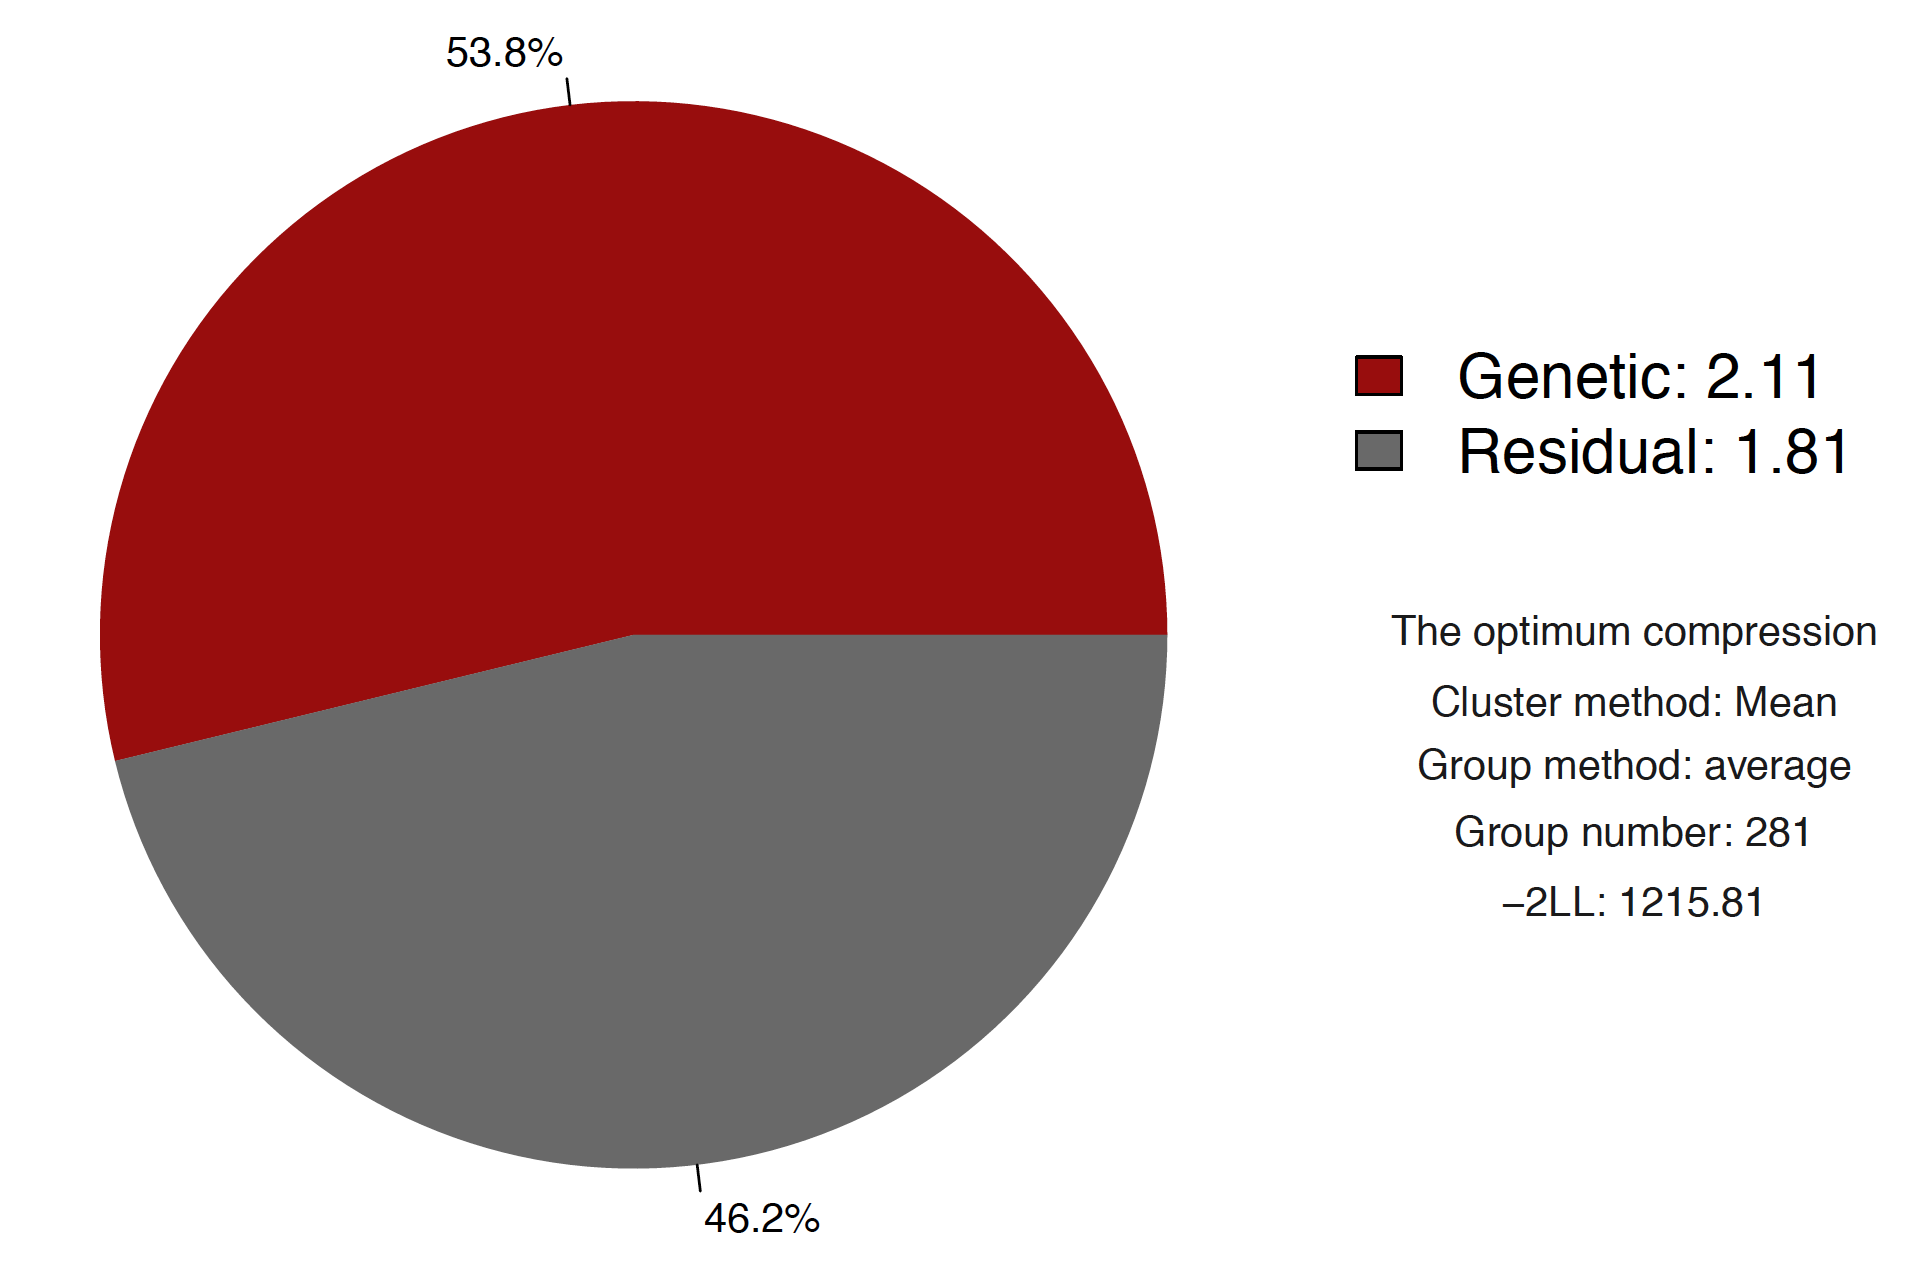 53.8%
Genetic: 2.11
Residual: 1.81
The optimum compression
Cluster method: Mean
Group method: average
Group number: 281
–2LL: 1215.81
46.2%